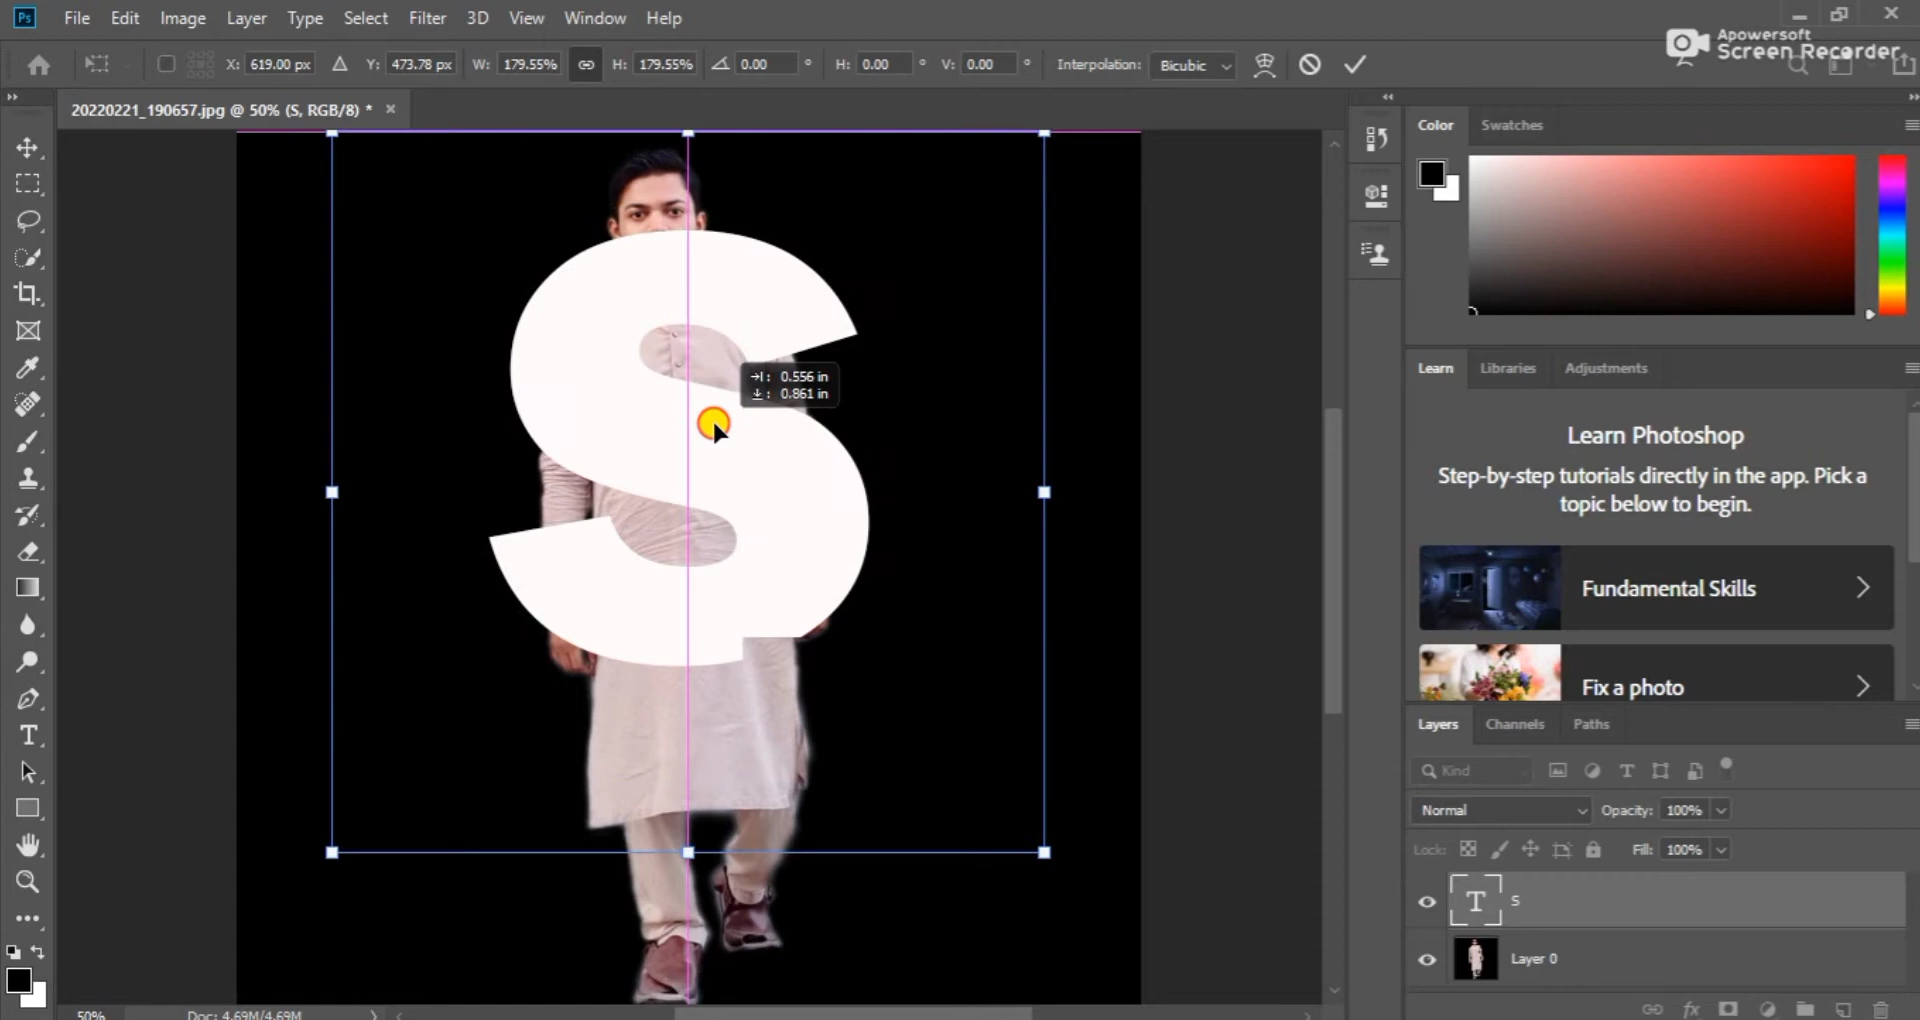 Ps File Edit Image Layer Type Select Filter 3D View Window Help
Apowersoft
Screen Recorder
X: 619.00 px Y: 473.78 px W: 179.55% H: 179.55% 0.00 ° H: 0.00 ° V: 0.00 ° Interpolation: Bicubic
20220221_190657.jpg @ 50% (S, RGB/8) *
Color Swatches
S
0.556 in
0.861 in
Learn Libraries Adjustments
Learn Photoshop
Step-by-step tutorials directly in the app. Pick a
topic below to begin.
Fundamental Skills
Fix a photo
Layers Channels Paths
Kind
Normal Opacity: 100%
Lock: Fill: 100%
T S
Layer 0
50% Doc: 4.69M/4.69M